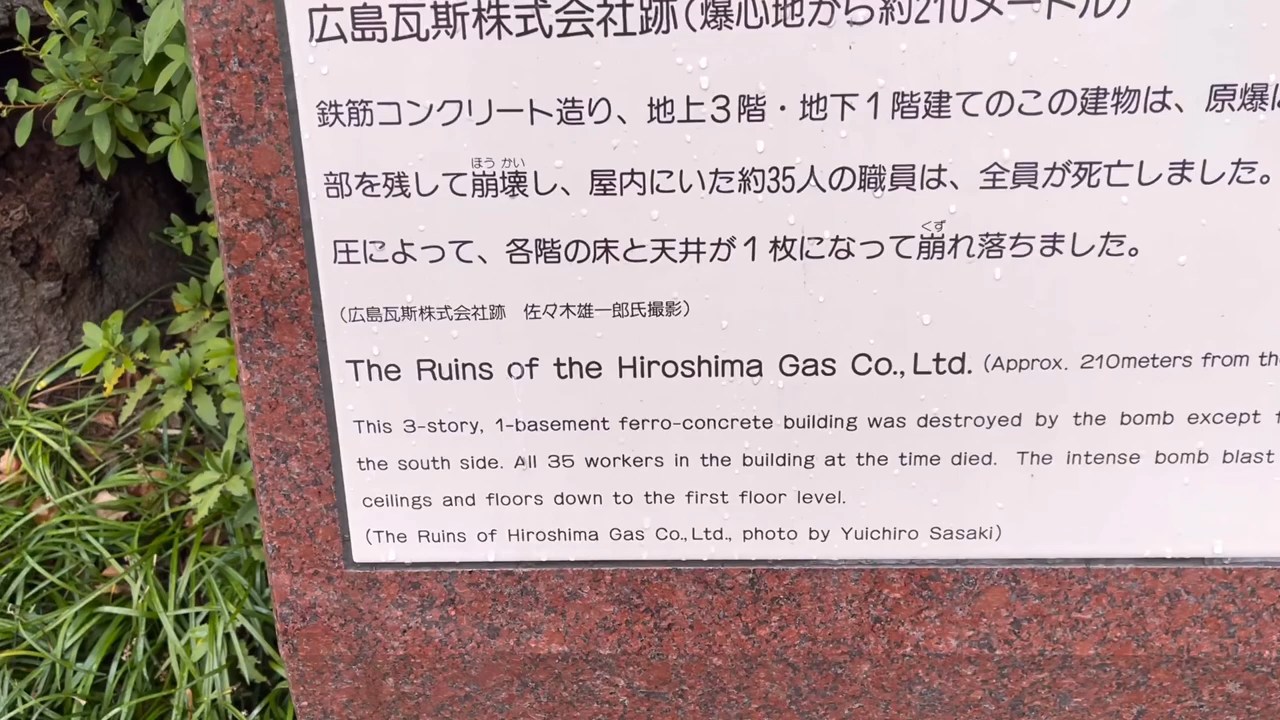 広島瓦斯株式会社跡(爆心地から約210メートル)
鉄筋コンクリート造り、地上3階・地下1階建てのこの建物は、原爆
ほう かい
部を残して崩壊し、屋内にいた約35人の職員は、全員が死亡しました。
くず
圧によって、各階の床と天井が1枚になって崩れ落ちました。
(広島瓦斯株式会社跡 佐々木雄一郎氏撮影)
The Ruins of the Hiroshima Gas Co., Ltd. (Approx. 210meters from
This 3-story, 1-basement ferro-concrete building was destroyed by the bomb except
the south side. All 35 workers in the building at the time died. The intense bomb blast
ceilings and floors down to the first floor level.
(The Ruins of Hiroshima Gas Co., Ltd., photo by Yuichiro Sasaki)